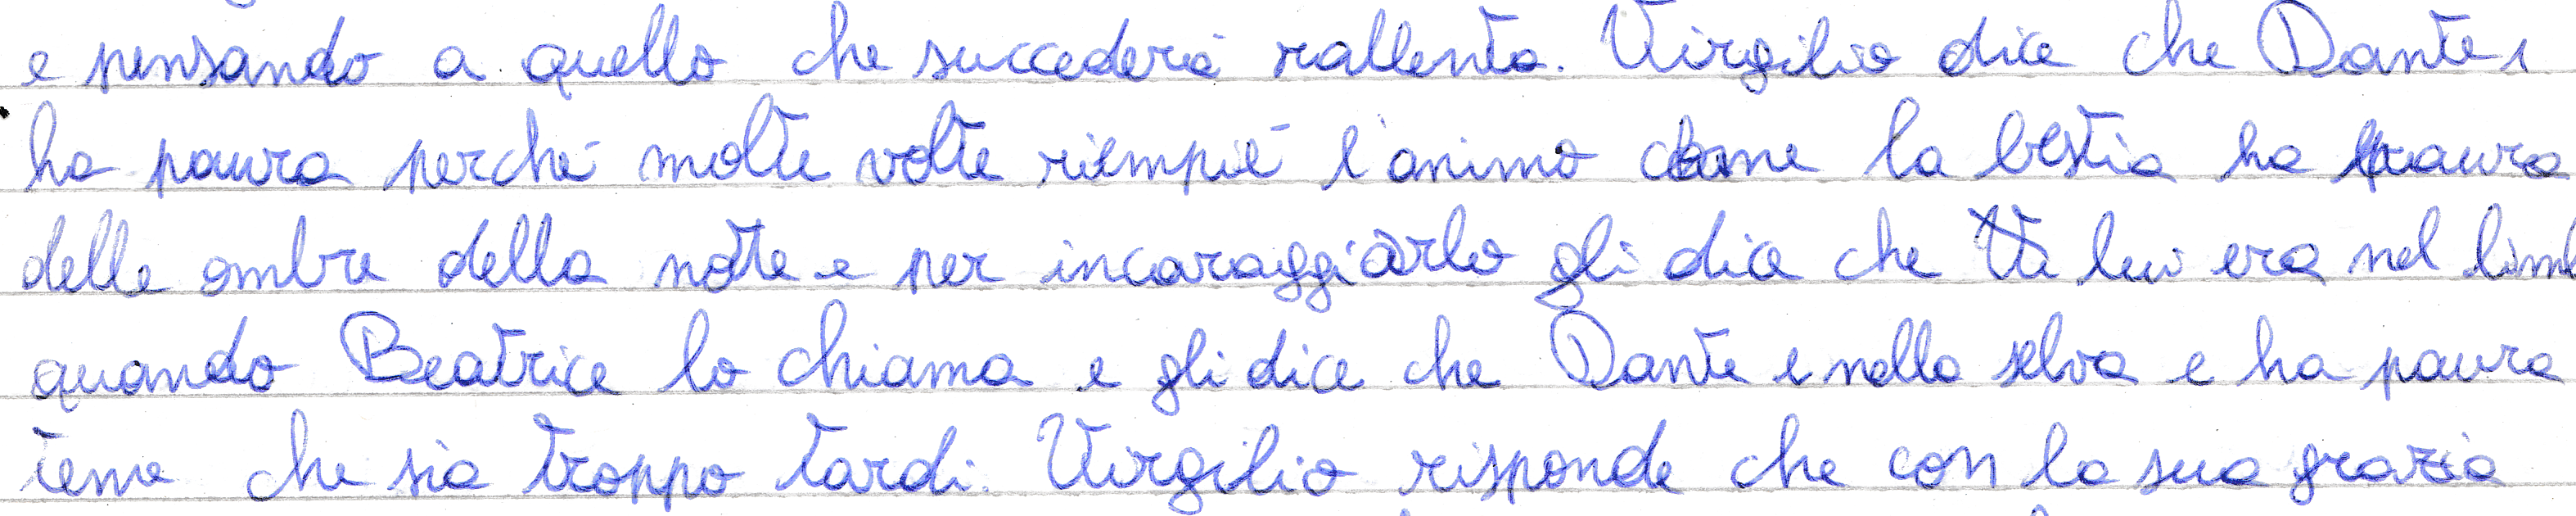 e pensando a quello che succederà rallenta. Virgilio dice che Dante
ha paura perché molte volte riempie l'animo come la bestia ha paura
delle ombre della notte e per incoraggiarlo gli dice che lui era nel limb
quando Beatrice lo chiama e gli dice che Dante è nella selva e ha paura
teme che sia troppo tardi. Virgilio risponde che con la sua grazia